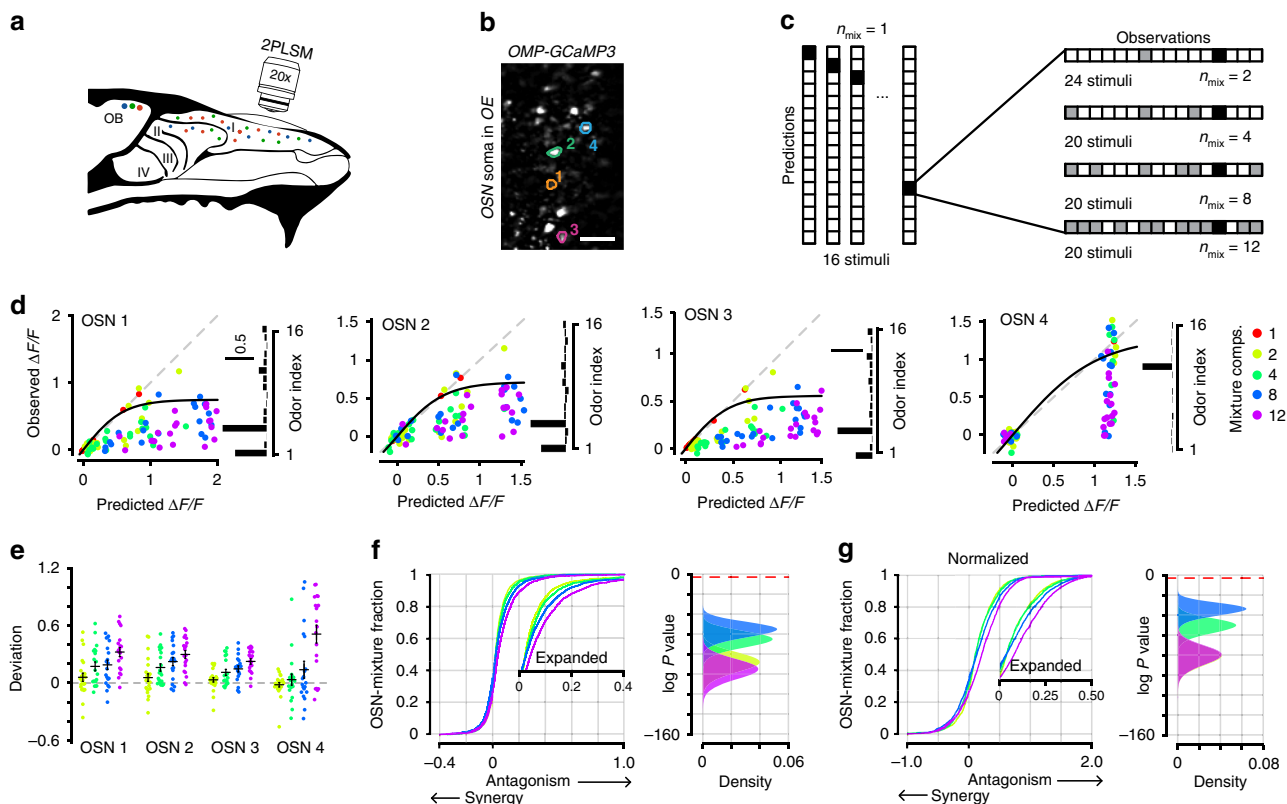 a
2PLSM
20x
OB
I
II
III
IV
b
OMP-GCaMP3
OSN soma in OE
2
4
1
3
c
n_mix = 1
Predictions
...
16 stimuli
Observations
24 stimuli n_mix = 2
20 stimuli n_mix = 4
20 stimuli n_mix = 8
20 stimuli n_mix = 12
d
Observed ΔF/F
2
1
0
OSN 1
0 1 2
Predicted ΔF/F
0.5
16
Odor index
1
1.5
1.0
0.5
0
OSN 2
0 0.5 1 1.5
Predicted ΔF/F
16
Odor index
1
1.5
1
0.5
0
OSN 3
0 0.5 1 1.5
Predicted ΔF/F
16
Odor index
1
1.5
1
0.5
0
OSN 4
0 0.5 1 1.5
Predicted ΔF/F
16
Odor index
1
Mixture comps.
1
2
4
8
12
e
Deviation
1.2
0.6
0
−0.6
OSN 1 OSN 2 OSN 3 OSN 4
f
OSN-mixture fraction
1
0.8
0.6
0.4
0.2
0
Expanded
0 0.2 0.4
−0.4 0 1.0
Antagonism
Synergy
0
log P value
−160
0 0.06
Density
g
Normalized
OSN-mixture fraction
1
0.8
0.6
0.4
0.2
0
Expanded
0 0.25 0.50
−1.0 0 2.0
Antagonism
Synergy
0
log P value
−160
0 0.08
Density